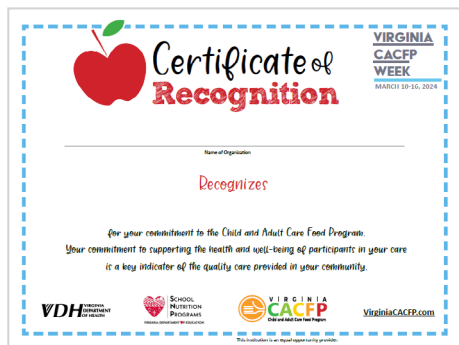 Certificate of
Recognition
VIRGINIA
CACFP
WEEK
MARCH 10-16, 2024
Name of Organization
Recognizes
for your commitment to the Child and Adult Care Food Program.
Your commitment to supporting the health and well-being of participants in your care
is a key indicator of the quality care provided in your community.
VDH VIRGINIA DEPARTMENT OF HEALTH
SCHOOL
NUTRITION
PROGRAMS
VIRGINIA DEPARTMENT OF EDUCATION
VIRGINIA
CACFP
Child and Adult Care Food Program
VirginiaCACFP.com
This institution is an equal opportunity provider.